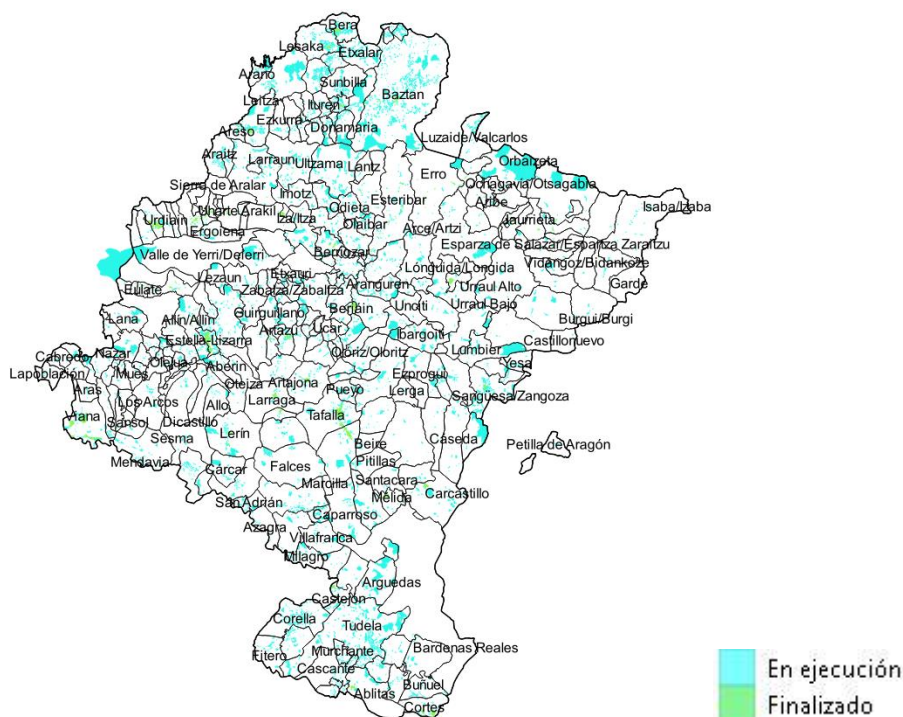 Bera
Lesaka
Etxalar
Arano
Sunbilla
Baztan
Leitza
Ituren
Ezkurra
Donamaria
Areso
Luzaide/Valcarlos
Araitz
Larraun
Ultzama
Lantz
Erro
Orbaizeta
Sierra de Aralar
Imotz
Ochagavía/Otsagabia
Esteribar
Aribe
Isaba/Izaba
Uharte Arakil
Odieta
Urdiain
Iza/Itza
Jaurrieta
Ergoiena
Olaibar
Arce/Artzi
Esparza de Salazar/Espartza Zaraitzu
Valle de Yerri/Deierri
Berriozar
Vidángoz/Bidankoze
Lezaun
Etxauri
Lónguida/Longida
Eulate
Zabalza/Zabaltza
Aranguren
Urraul Alto
Garde
Lana
Allín/Allin
Guirguillano
Beriáin
Unciti
Urraul Bajo
Burgui/Burgi
Artazu
Ucar
Ibargoiti
Estella-Lizarra
Castillonuevo
Cabredo
Nazar
Olóriz/Oloritz
Lumbier
Lapoblación
Mues
Olejua
Aberin
Yesa
Aras
Oteiza
Artajona
Pueyo
Ezprogui
Los Arcos
Allo
Larraga
Lerga
Sangüesa/Zangoza
Viana
Sansol
Dicastillo
Tafalla
Sesma
Lerín
Beire
Cáseda
Petilla de Aragón
Mendavia
Cárcar
Falces
Pitillas
Marcilla
Santacara
Mélida
Carcastillo
San Adrián
Caparroso
Azagra
Villafranca
Milagro
Arguedas
Castejón
Corella
Tudela
Fitero
Murchante
Bardenas Reales
Cascante
Ablitas
Buñuel
Cortes
En ejecución
Finalizado